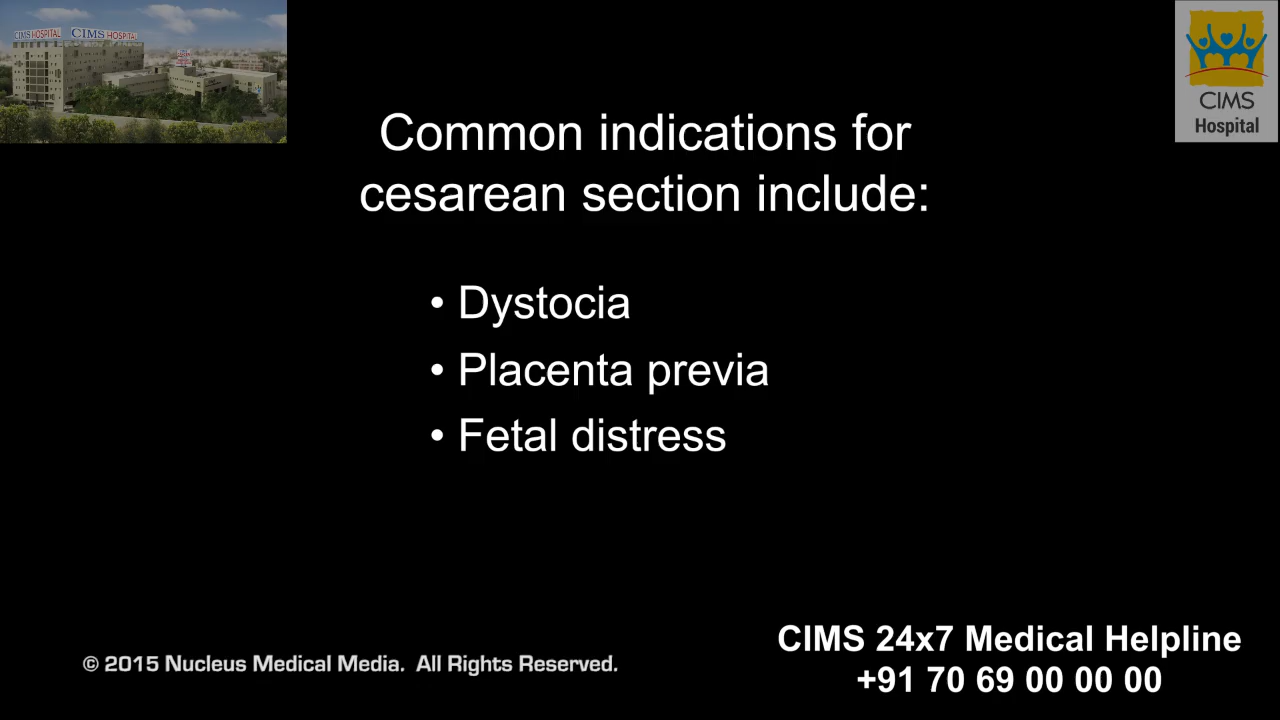 CIMS HOSPITAL CIMS HOSPITAL
CIMS
Hospital
Common indications for
cesarean section include:
• Dystocia
• Placenta previa
• Fetal distress
CIMS 24x7 Medical Helpline
+91 70 69 00 00 00
© 2015 Nucleus Medical Media. All Rights Reserved.